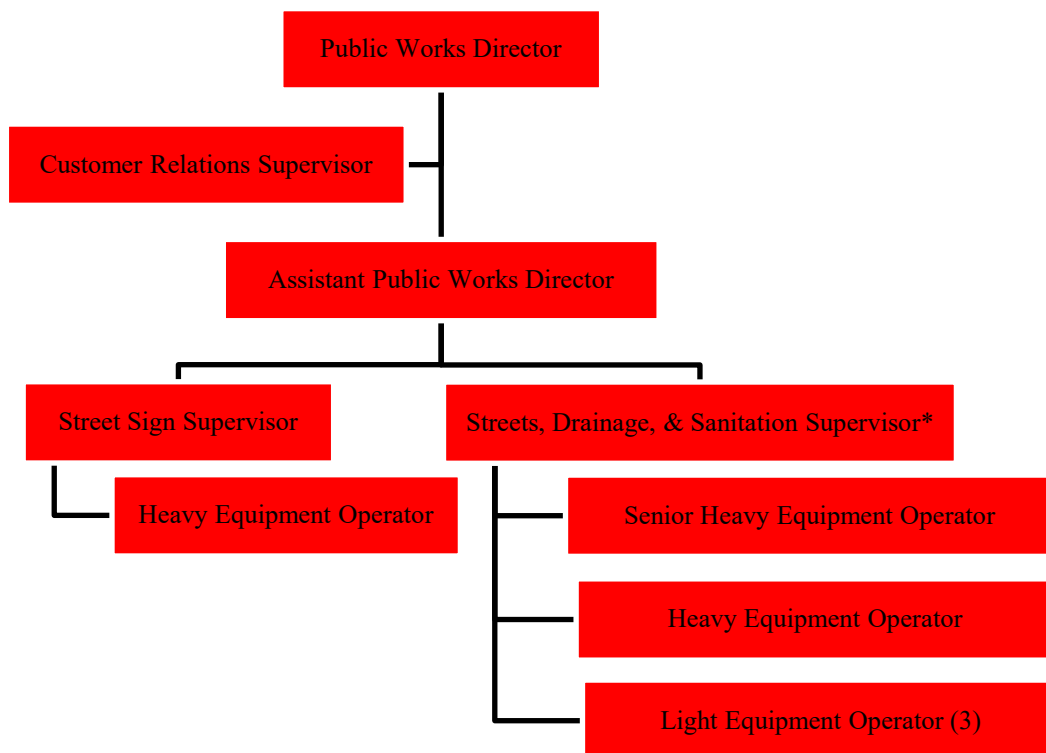 Public Works Director
Customer Relations Supervisor
Assistant Public Works Director
Street Sign Supervisor
Streets, Drainage, & Sanitation Supervisor*
Heavy Equipment Operator
Senior Heavy Equipment Operator
Heavy Equipment Operator
Light Equipment Operator (3)